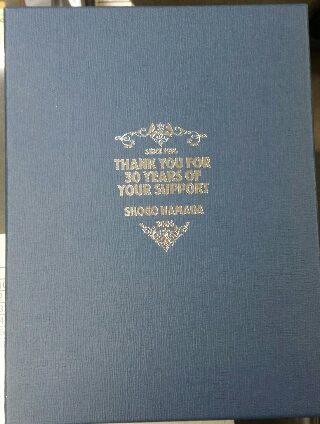 SINCE 1976
THANK YOU FOR
30 YEARS OF
YOUR SUPPORT
SHOGO HAMADA
2006